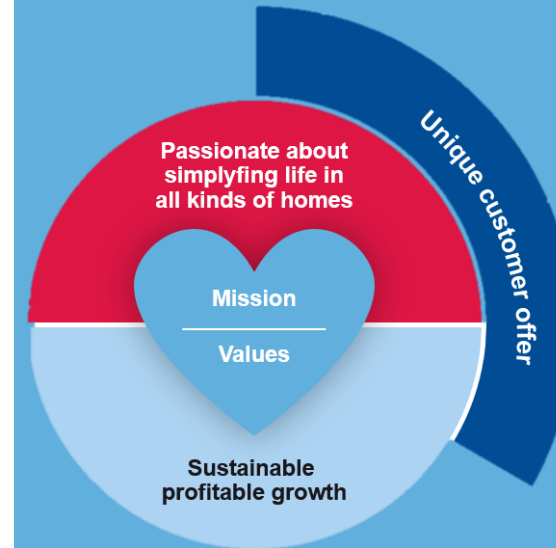 Passionate about
simplyfing life in
all kinds of homes
Mission
Values
Sustainable
profitable growth
Unique customer offer